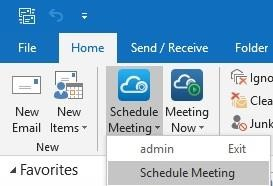 File Home Send / Receive Folder
New Email
New Items
Schedule Meeting
Meeting Now
Clea
Junk
New
admin Exit
Schedule Meeting
Favorites